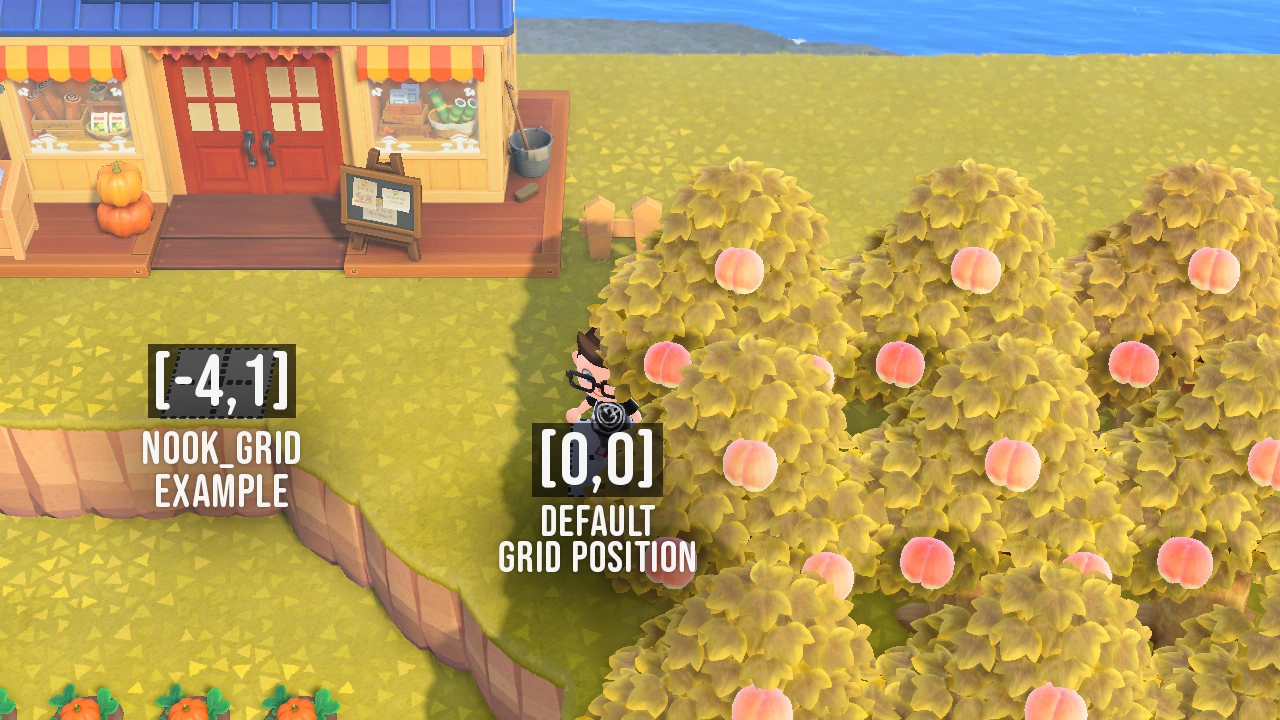 [-4,1]
NOOK_GRID
EXAMPLE
[0,0]
DEFAULT
GRID POSITION